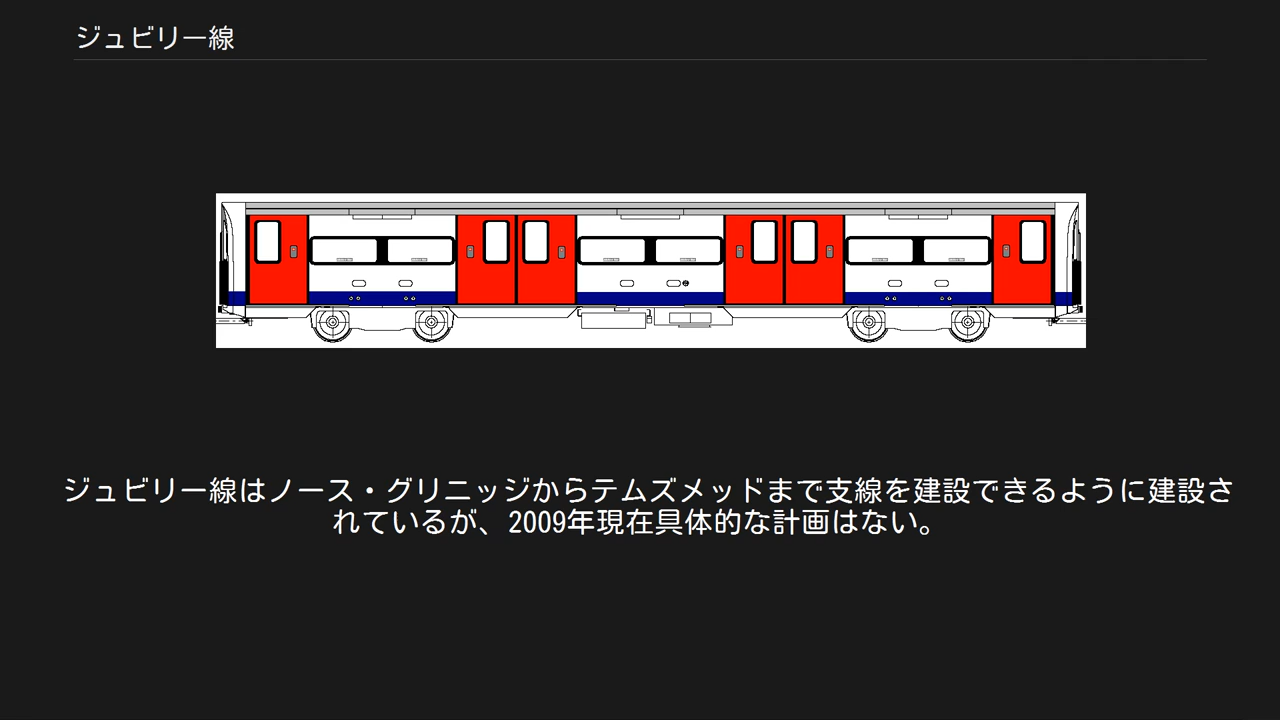 ジュビリー線
ジュビリー線はノース・グリニッジからテムズメッドまで支線を建設できるように建設さ
れているが、2009年現在具体的な計画はない。